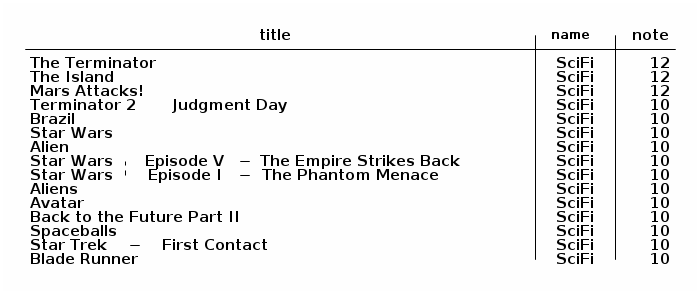 title name note
The Terminator SciFi 12
The Island SciFi 12
Mars Attacks! SciFi 12
Terminator 2 Judgment Day SciFi 10
Brazil SciFi 10
Star Wars SciFi 10
Alien SciFi 10
Star Wars , Episode V − The Empire Strikes Back SciFi 10
Star Wars ' Episode I − The Phantom Menace SciFi 10
Aliens SciFi 10
Avatar SciFi 10
Back to the Future Part II SciFi 10
Spaceballs SciFi 10
Star Trek − First Contact SciFi 10
Blade Runner SciFi 10